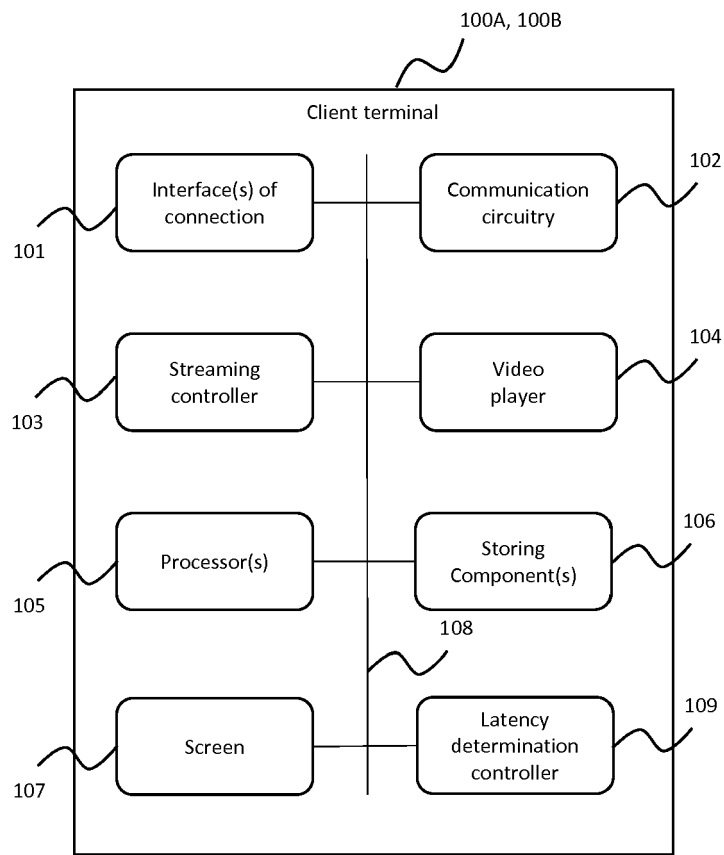 100A, 100B
Client terminal
Interface(s) of
connection
101
Communication
circuitry
102
Streaming
controller
103
Video
player
104
Processor(s)
105
Storing
Component(s)
106
108
Screen
107
Latency
determination
controller
109